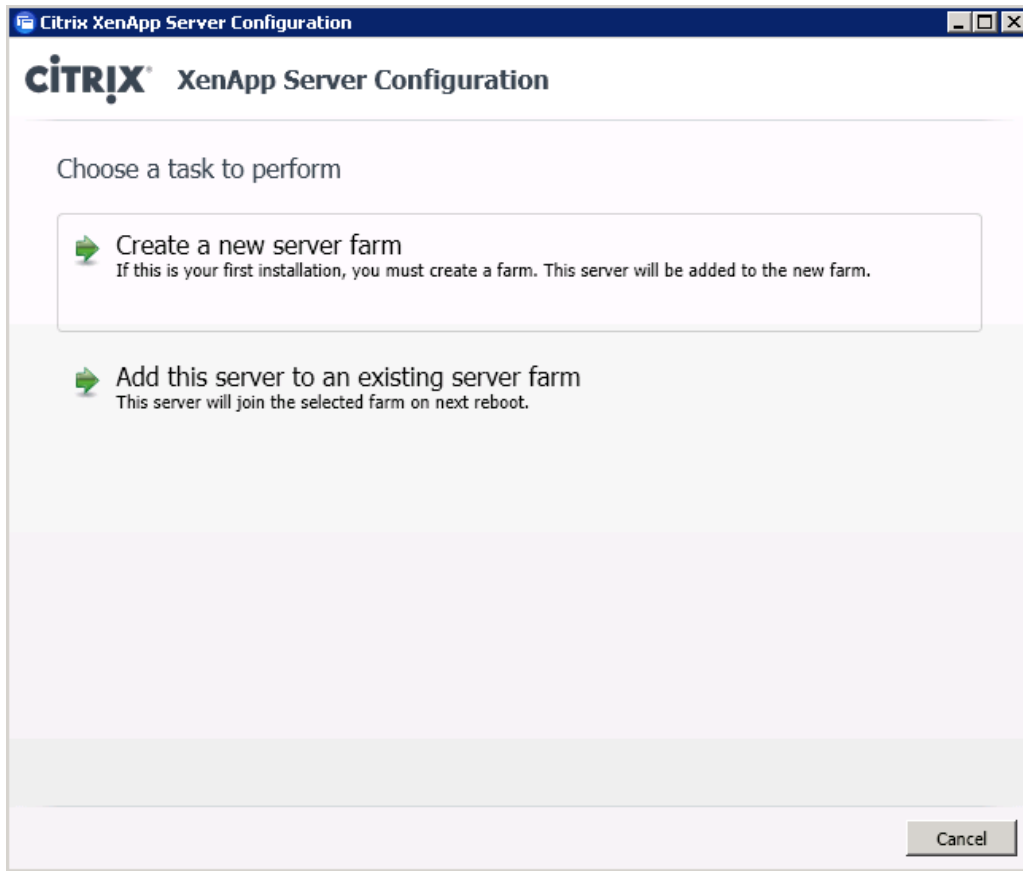 Citrix XenApp Server Configuration
CİTRIX® XenApp Server Configuration
Choose a task to perform
Create a new server farm
If this is your first installation, you must create a farm. This server will be added to the new farm.
Add this server to an existing server farm
This server will join the selected farm on next reboot.
Cancel